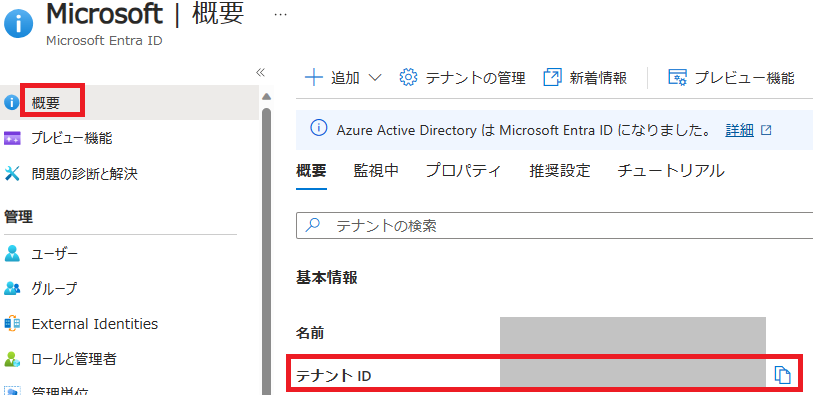 Microsoft | 概要 ...
Microsoft Entra ID
«
概要
プレビュー機能
問題の診断と解決
管理
ユーザー
グループ
External Identities
ロールと管理者
管理単位
追加
テナントの管理
新着情報
プレビュー機能
Azure Active Directory は Microsoft Entra ID になりました。 詳細
概要 監視中 プロパティ 推奨設定 チュートリアル
テナントの検索
基本情報
名前
テナント ID